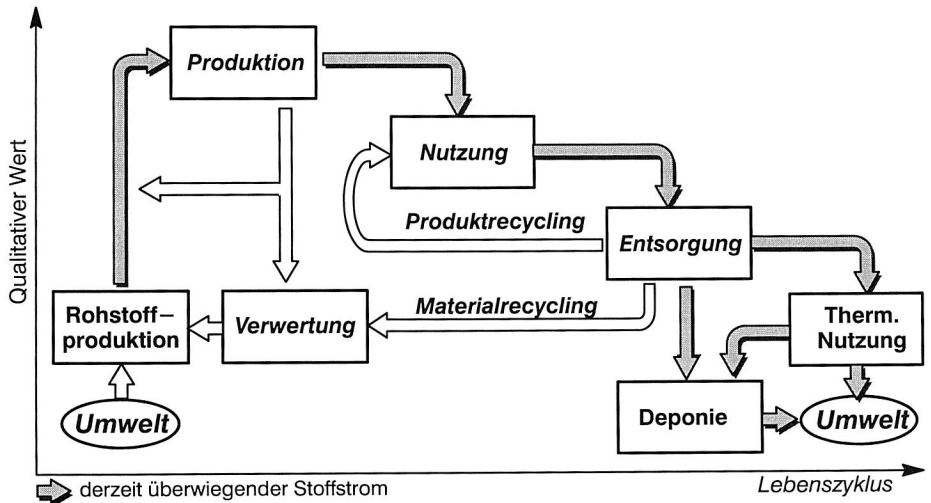 Qualitativer Wert
Produktion
Nutzung
Produktrecycling
Entsorgung
Materialrecycling
Rohstoff–
produktion
Verwertung
Therm.
Nutzung
Umwelt
Deponie
Umwelt
derzeit überwiegender Stoffstrom
Lebenszyklus